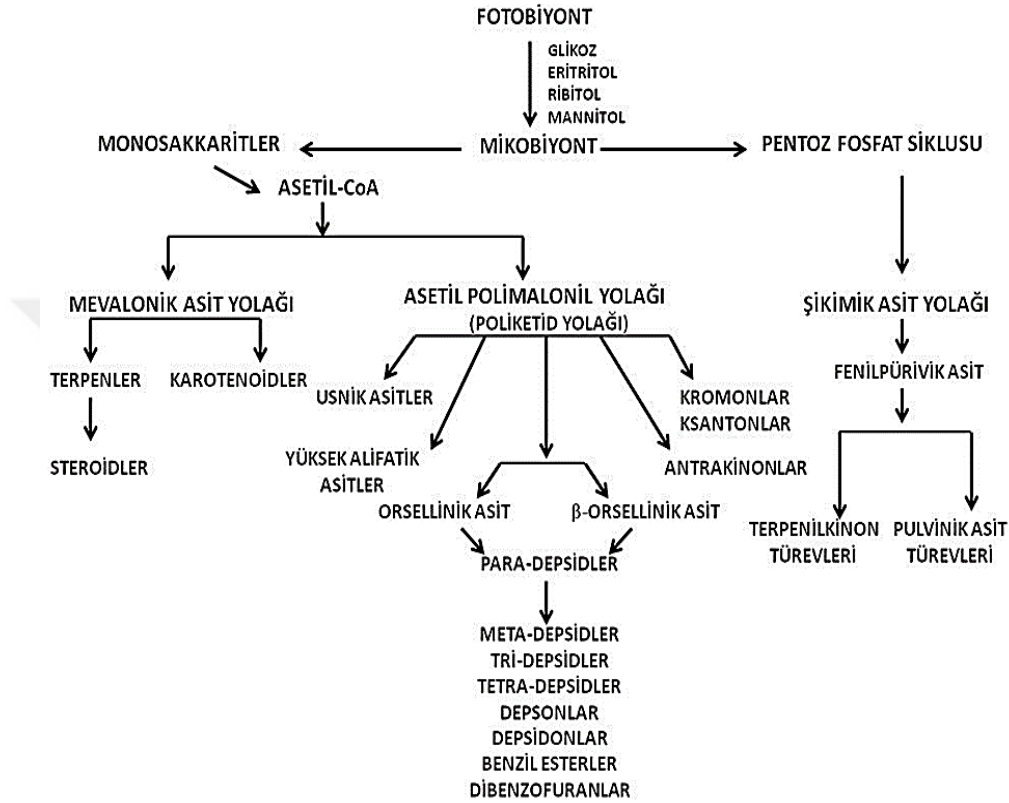 FOTOBİYONT
GLİKOZ
ERİTRİTOL
RİBİTOL
MANNİTOL
MONOSAKKARİTLER
MİKOBİYONT
PENTOZ FOSFAT SİKLUSU
ASETİL-CoA
MEVALONİK ASİT YOLAĞI
ASETİL POLİMALONİL YOLAĞI
(POLİKETİD YOLAĞI)
ŞİKİMİK ASİT YOLAĞI
TERPENLER
KAROTENOİDLER
STEROİDLER
USNİK ASİTLER
YÜKSEK ALİFATİK
ASİTLER
KROMONLAR
KSANTONLAR
ANTRAKİNONLAR
FENİLPÜRİVİK ASİT
ORSELLİNİK ASİT
β-ORSELLİNİK ASİT
TERPENİLKİNON
TÜREVLERİ
PULVİNİK ASİT
TÜREVLERİ
PARA-DEPSİDLER
META-DEPSİDLER
TRİ-DEPSİDLER
TETRA-DEPSİDLER
DEPSONLAR
DEPSİDONLAR
BENZİL ESTERLER
DİBENZOFURANLAR